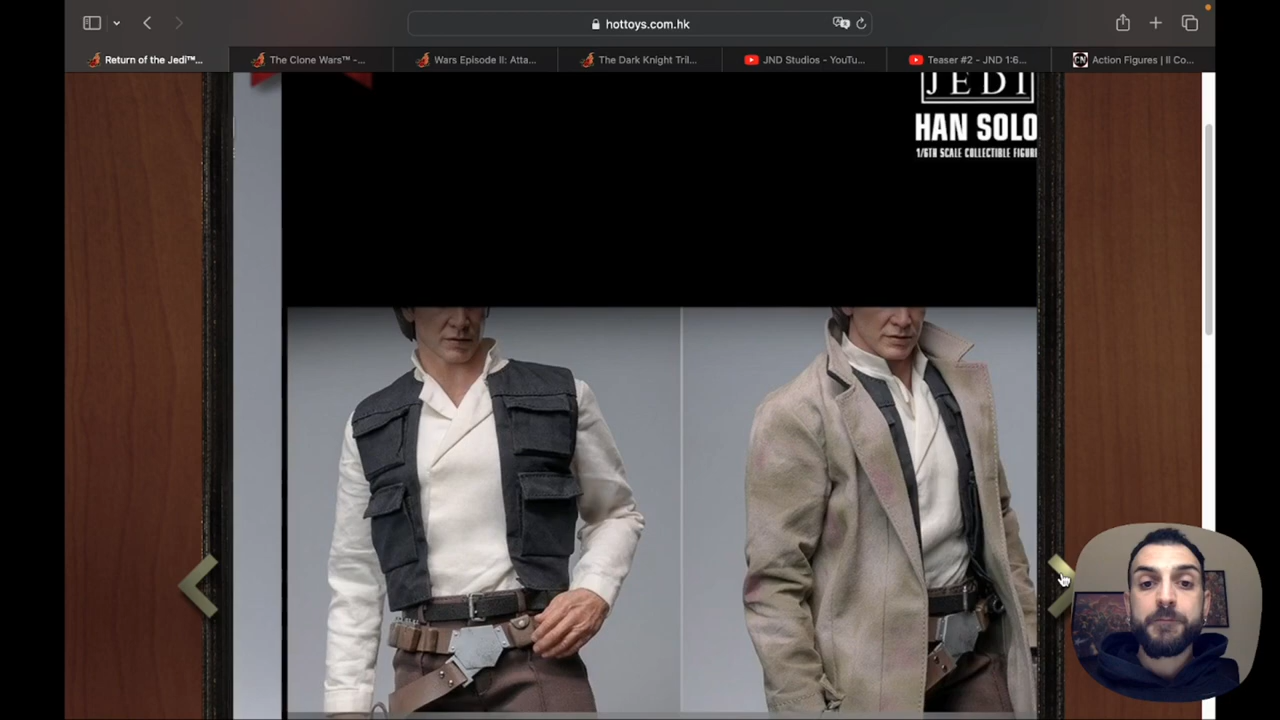 hottoys.com.hk
Return of the Jedi™...
The Clone Wars™ -...
Wars Episode II: Atta...
The Dark Knight Tril...
JND Studios - YouTu...
Teaser #2 - JND 1:6...
CN
Action Figures | Il Co...
JEDI
HAN SOLO
1/6TH SCALE COLLECTIBLE FIGURE